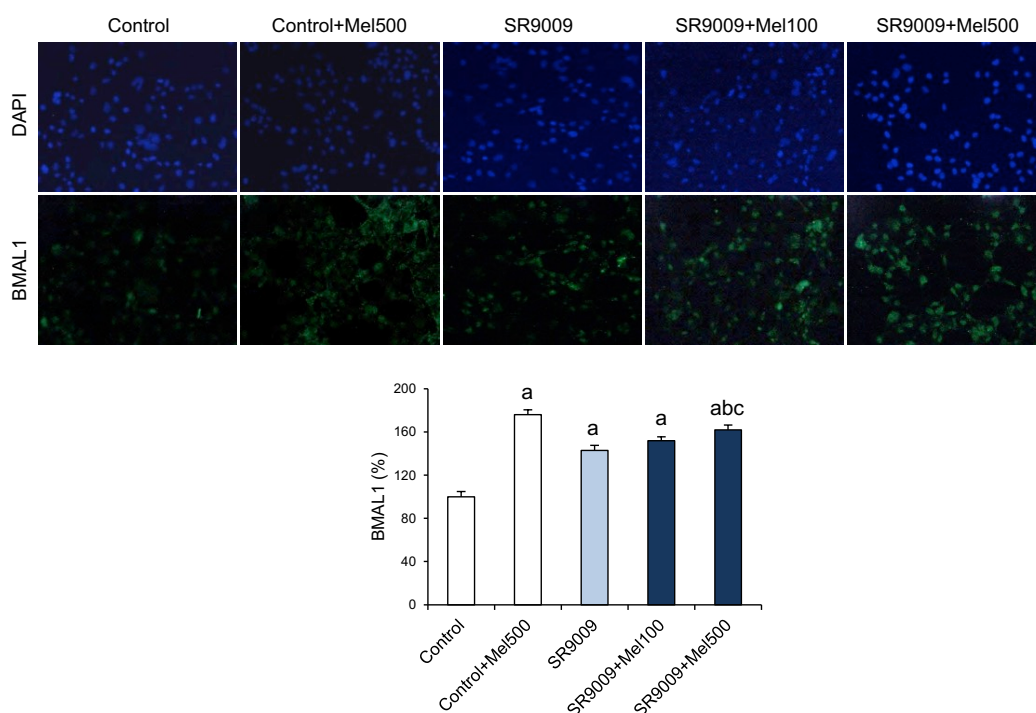 Control Control+Mel500 SR9009 SR9009+Mel100 SR9009+Mel500
DAPI
BMAL1
BMAL1 (%)
200
160
120
80
40
0
a
a
a
abc
Control
Control+Mel500
SR9009
SR9009+Mel100
SR9009+Mel500